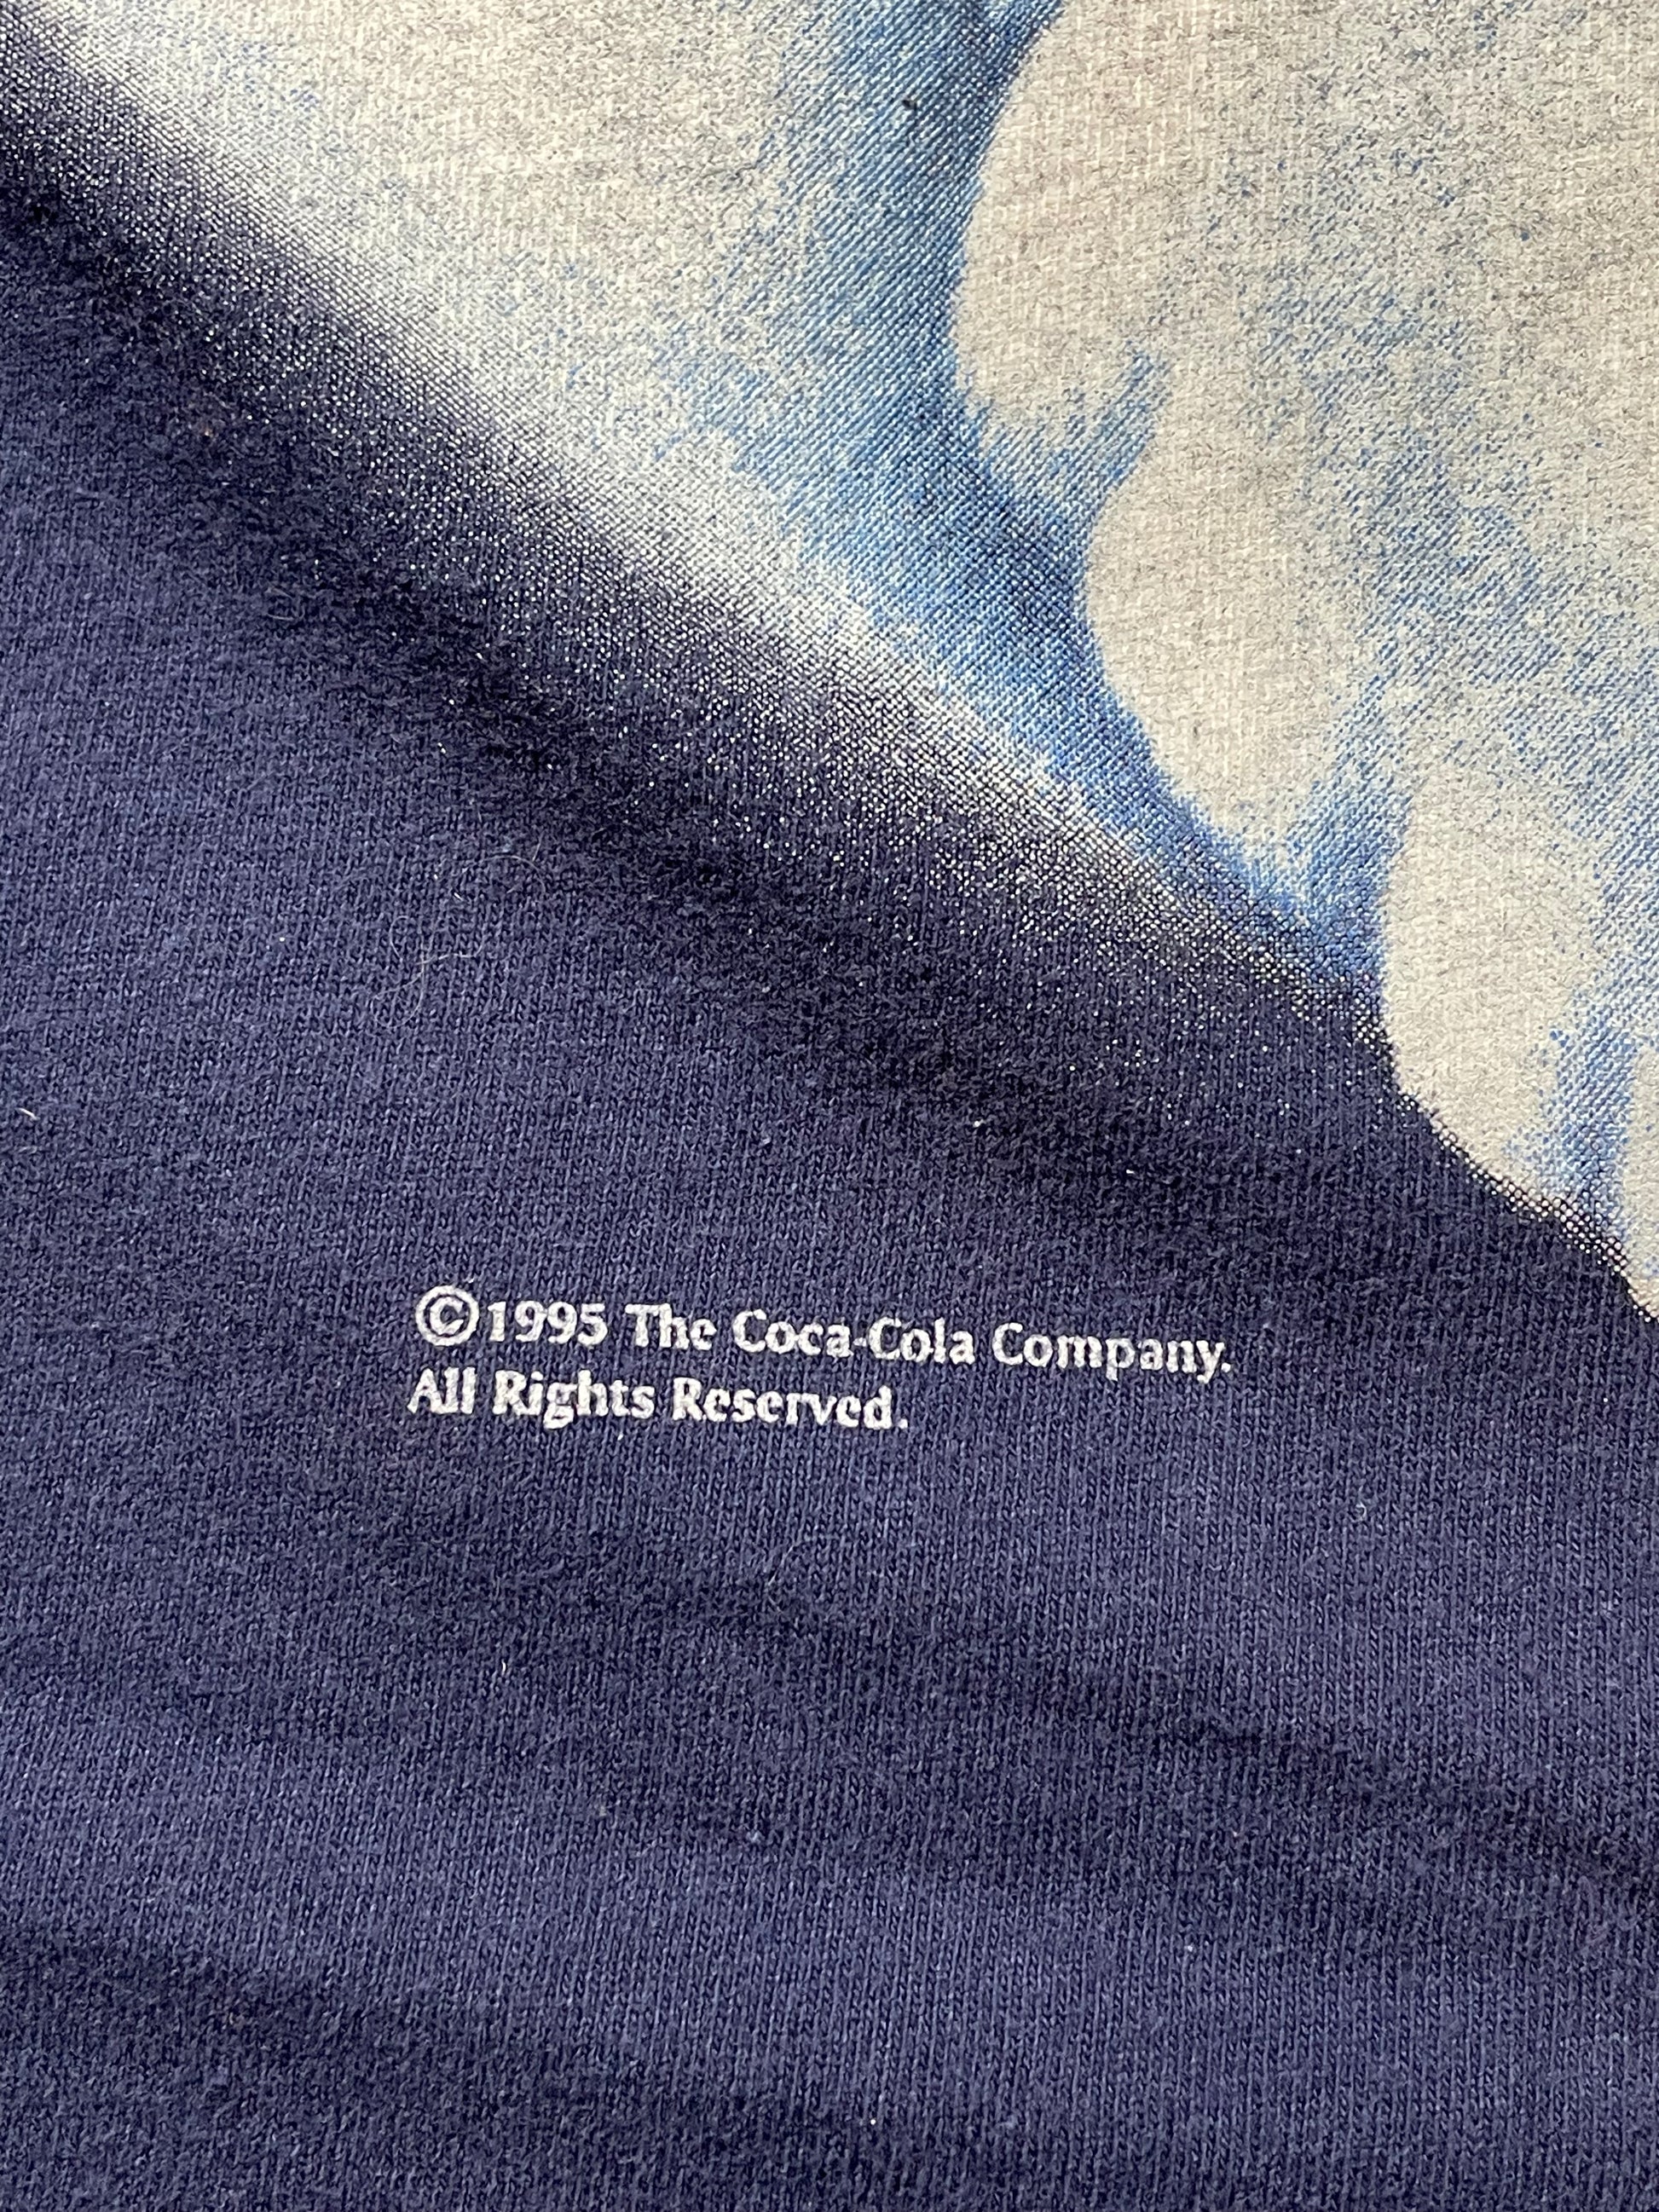 ©1995 The Coca-Cola Company.
All Rights Reserved.